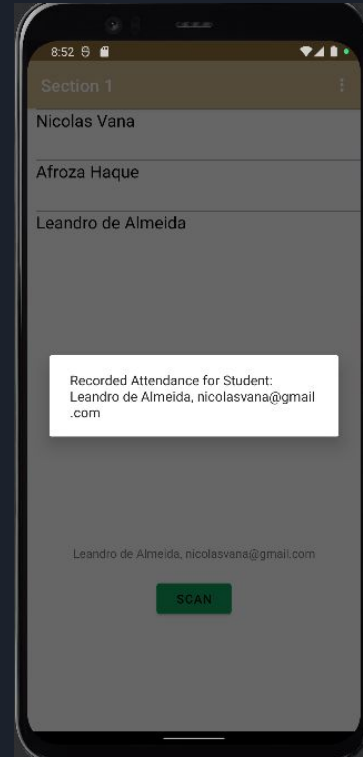 8:52
Section 1
Nicolas Vana
Afroza Haque
Leandro de Almeida
Recorded Attendance for Student:
Leandro de Almeida, nicolasvana@gmail
.com
Leandro de Almeida, nicolasvana@gmail.com
SCAN